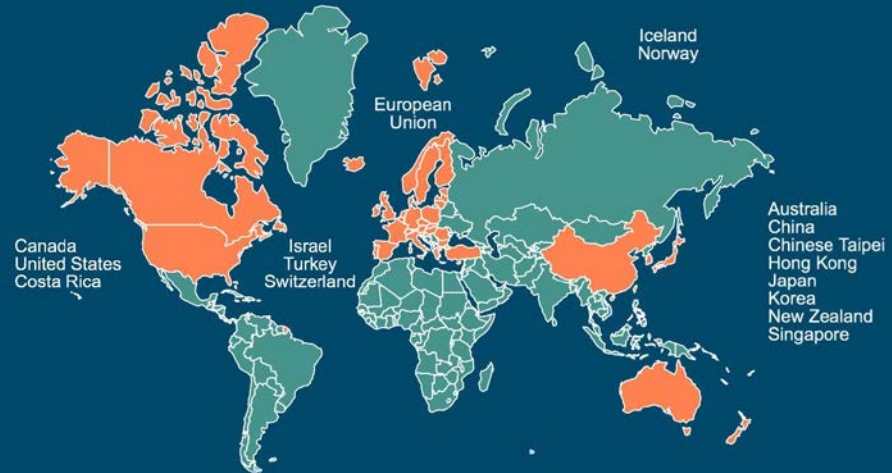 Iceland
Norway
European
Union
Canada
United States
Costa Rica
Israel
Turkey
Switzerland
Australia
China
Chinese Taipei
Hong Kong
Japan
Korea
New Zealand
Singapore